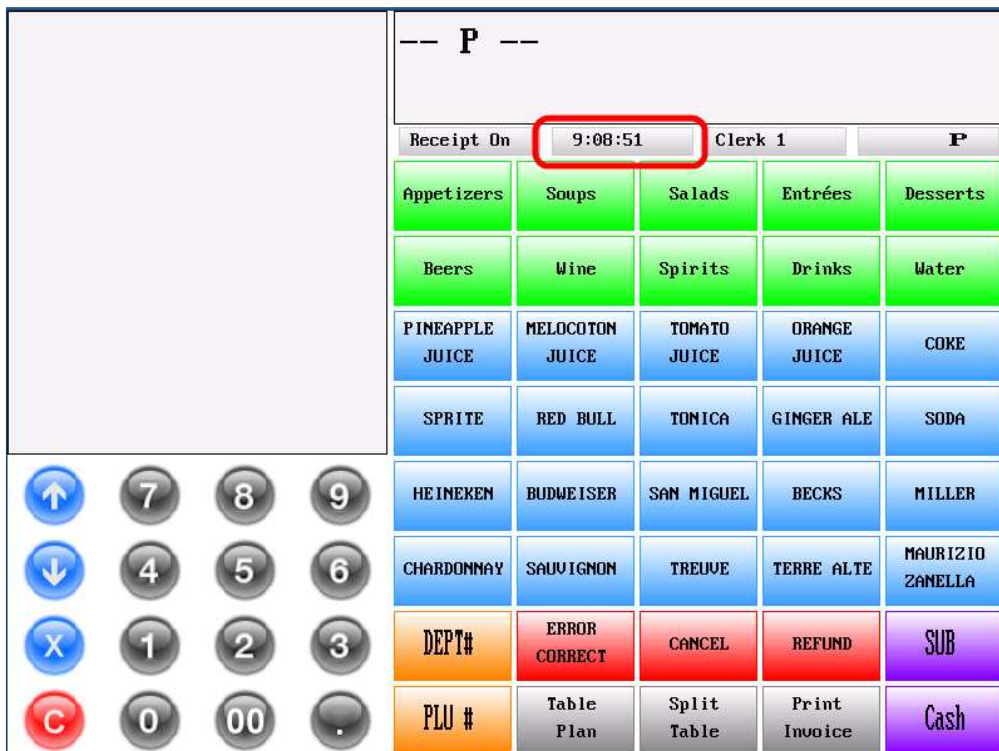 -- P --
Receipt On 9:08:51 Clerk 1 P
Appetizers Soups Salads Entrées Desserts
Beers Wine Spirits Drinks Water
PINEAPPLE JUICE MELOCOTON JUICE TOMATO JUICE ORANGE JUICE COKE
SPRITE RED BULL TONICA GINGER ALE SODA
7 8 9 HEINEKEN BUDWEISER SAN MIGUEL BECKS MILLER
4 5 6 CHARDONNAY SAUVIGNON TREUVE TERRE ALTE MAURIZIO ZANELLA
X 1 2 3 DEPT# ERROR CORRECT CANCEL REFUND SUB
C 0 00 . PLU # Table Plan Split Table Print Invoice Cash